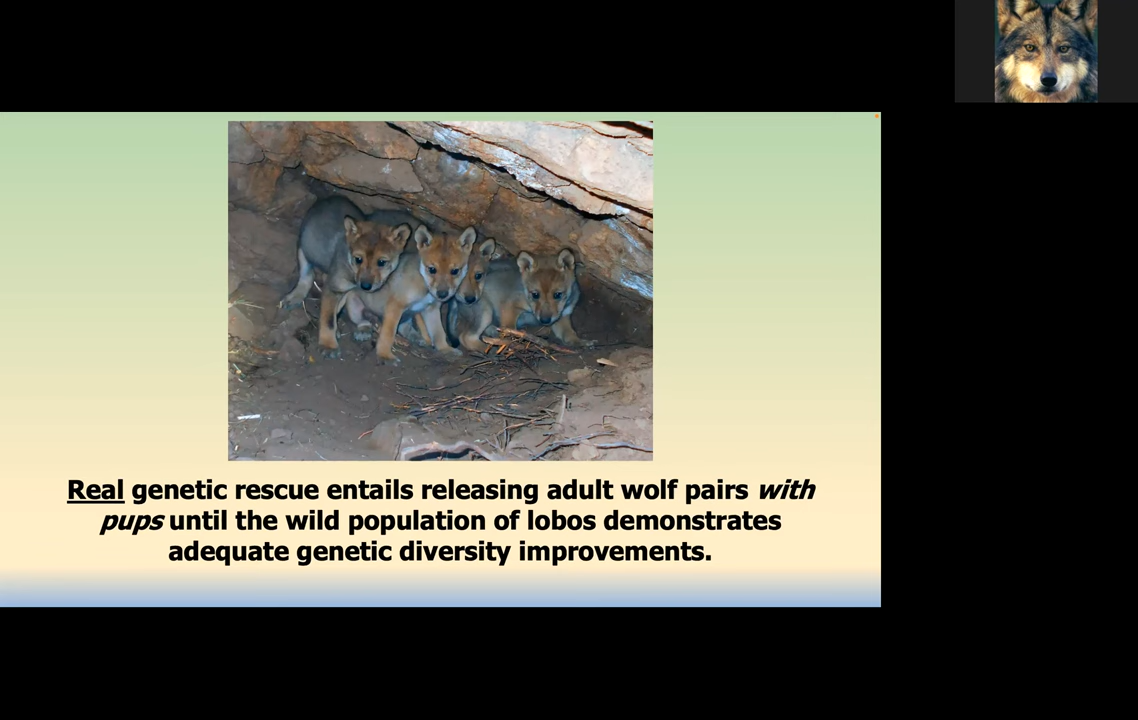 Real genetic rescue entails releasing adult wolf pairs with
pups until the wild population of lobos demonstrates
adequate genetic diversity improvements.